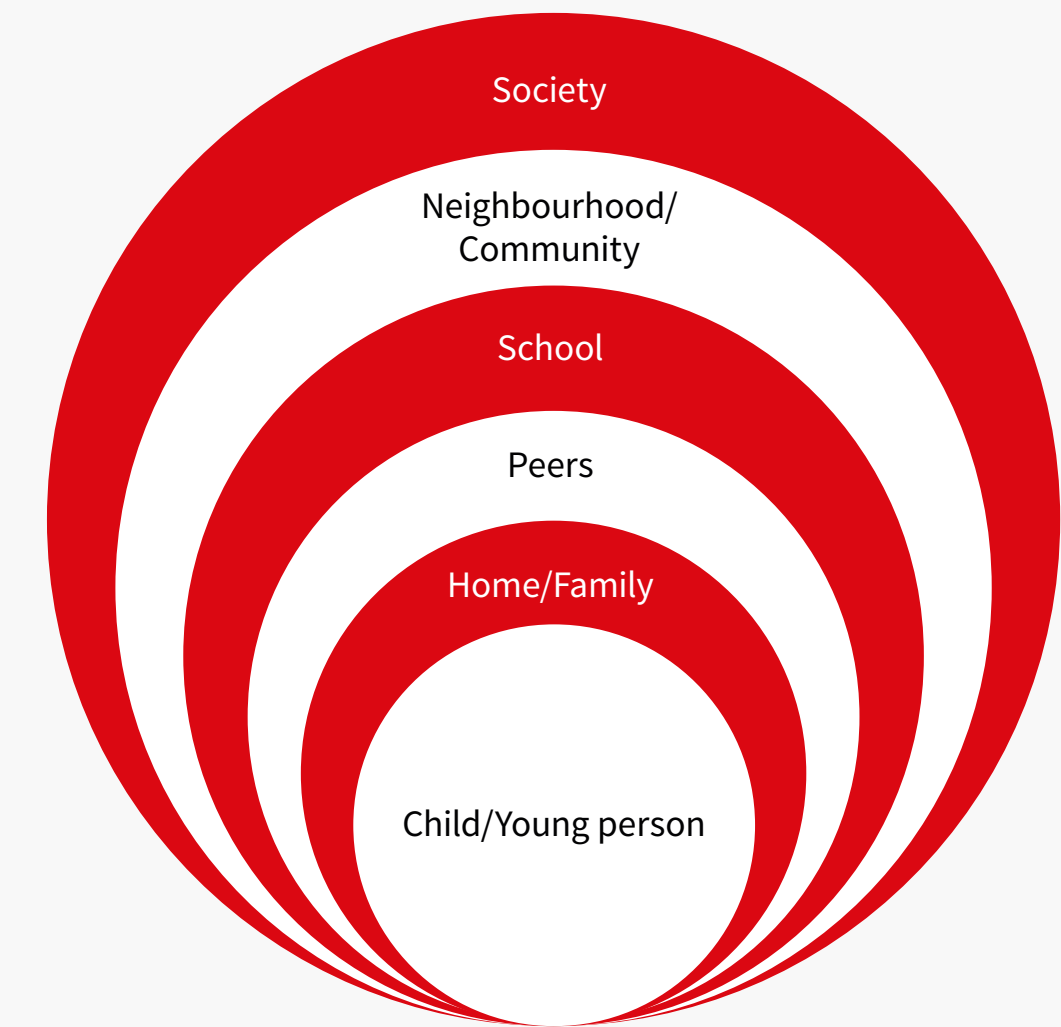 Society
Neighbourhood/
Community
School
Peers
Home/Family
Child/Young person